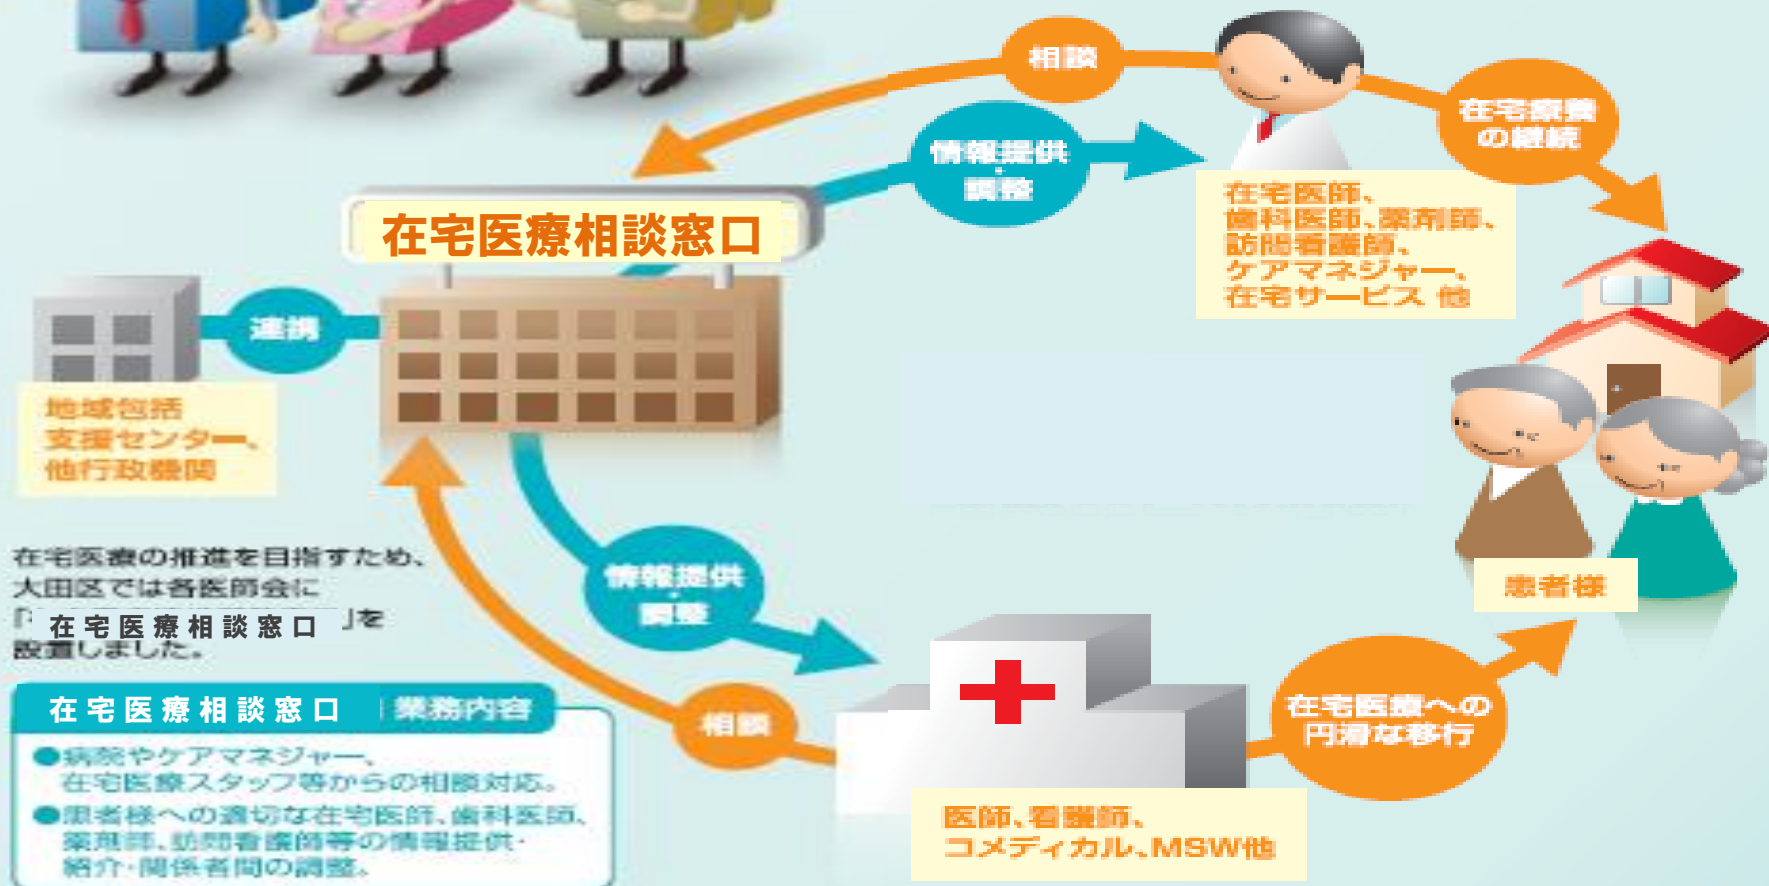 相談
在宅療養
の継続
情報提供
・
調整
在宅医療相談窓口
在宅医師、
歯科医師、薬剤師、
訪問看護師、
ケアマネジャー、
在宅サービス 他
連携
地域包括
支援センター、
他行政機関
在宅医療の推進を目指すため、
大田区では各医師会に
「在宅医療相談窓口」を
設置しました。
情報提供
・
調整
患者様
在宅医療相談窓口 業務内容
●病院やケアマネジャー、
在宅医療スタッフ等からの相談対応。
●患者様への適切な在宅医師、歯科医師、
薬剤師、訪問看護師等の情報提供・
紹介・関係者間の調整。
相談
在宅医療への
円滑な移行
医師、看護師、
コメディカル、MSW他